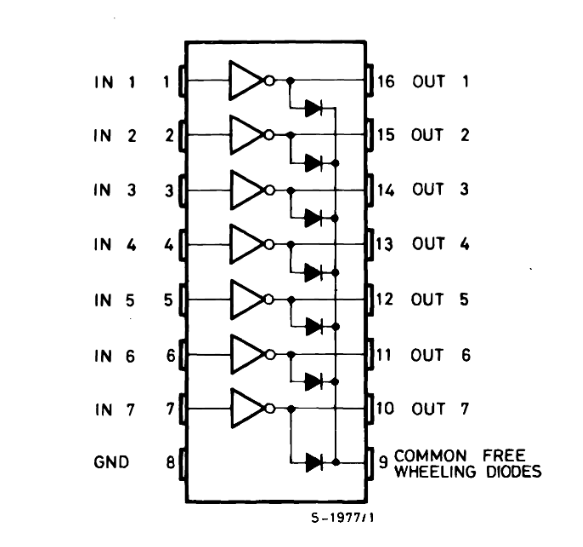 IN 1 1 16 OUT 1
IN 2 2 15 OUT 2
IN 3 3 14 OUT 3
IN 4 4 13 OUT 4
IN 5 5 12 OUT 5
IN 6 6 11 OUT 6
IN 7 7 10 OUT 7
GND 8 9 COMMON FREE
WHEELING DIODES
S-1977/1